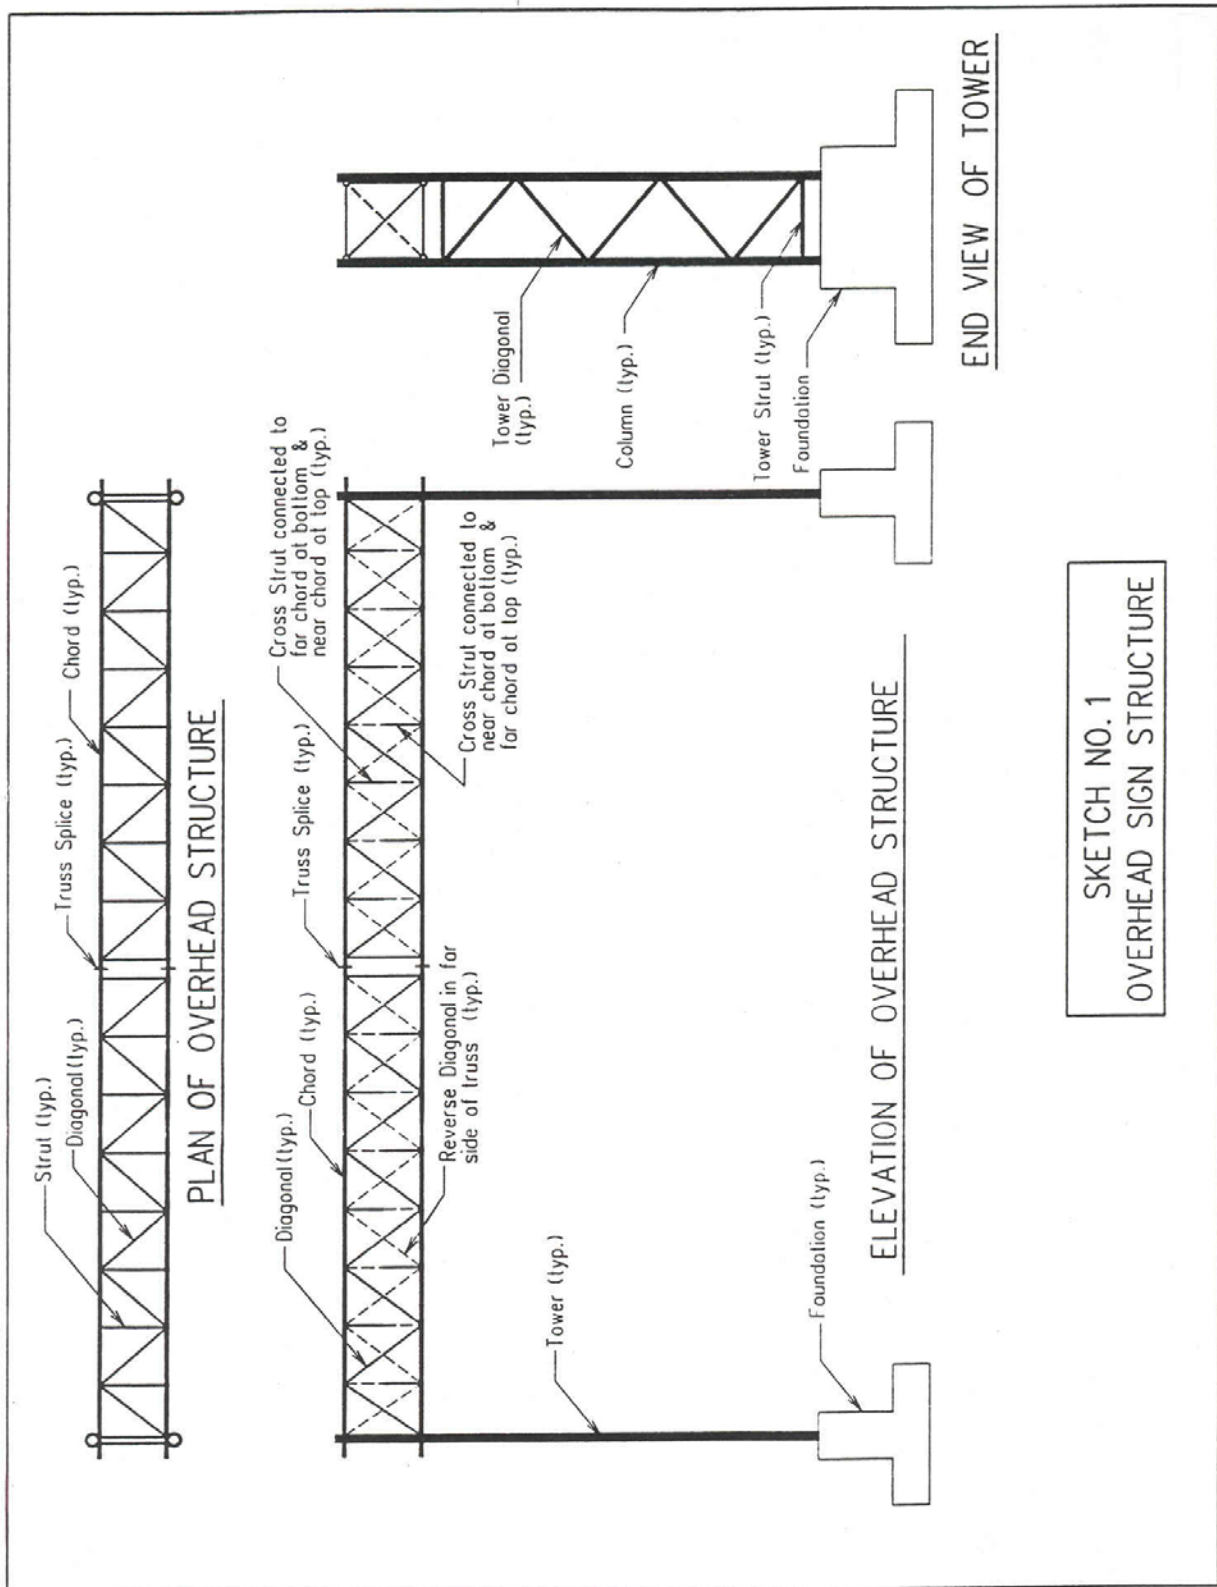 Strut (typ.)
Diagonal (typ.)
Truss Splice (typ.)
Chord (typ.)
PLAN OF OVERHEAD STRUCTURE
Diagonal (typ.)
Chord (typ.)
Truss Splice (typ.)
Cross Strut connected to
far chord at bottom &
near chord at top (typ.)
Reverse Diagonal in far
side of truss (typ.)
Cross Strut connected to
near chord at bottom &
far chord at top (typ.)
Tower (typ.)
Tower Diagonal
(typ.)
Column (typ.)
Tower Strut (typ.)
Foundation
Foundation (typ.)
ELEVATION OF OVERHEAD STRUCTURE
END VIEW OF TOWER
SKETCH NO. 1
OVERHEAD SIGN STRUCTURE